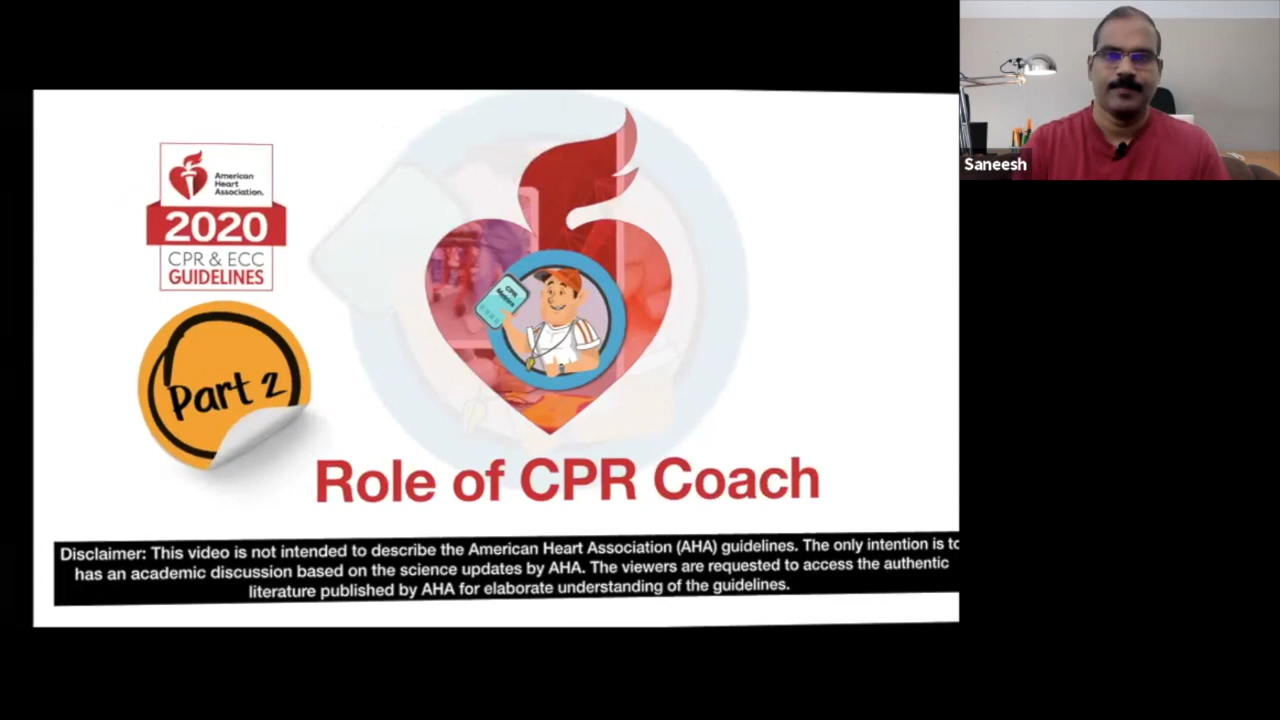 American
Heart
Association.
2020
CPR & ECC
GUIDELINES
Part 2
CPR
Metrics
Role of CPR Coach
Disclaimer: This video is not intended to describe the American Heart Association (AHA) guidelines. The only intention is to
has an academic discussion based on the science updates by AHA. The viewers are requested to access the authentic
literature published by AHA for elaborate understanding of the guidelines.
Saneesh